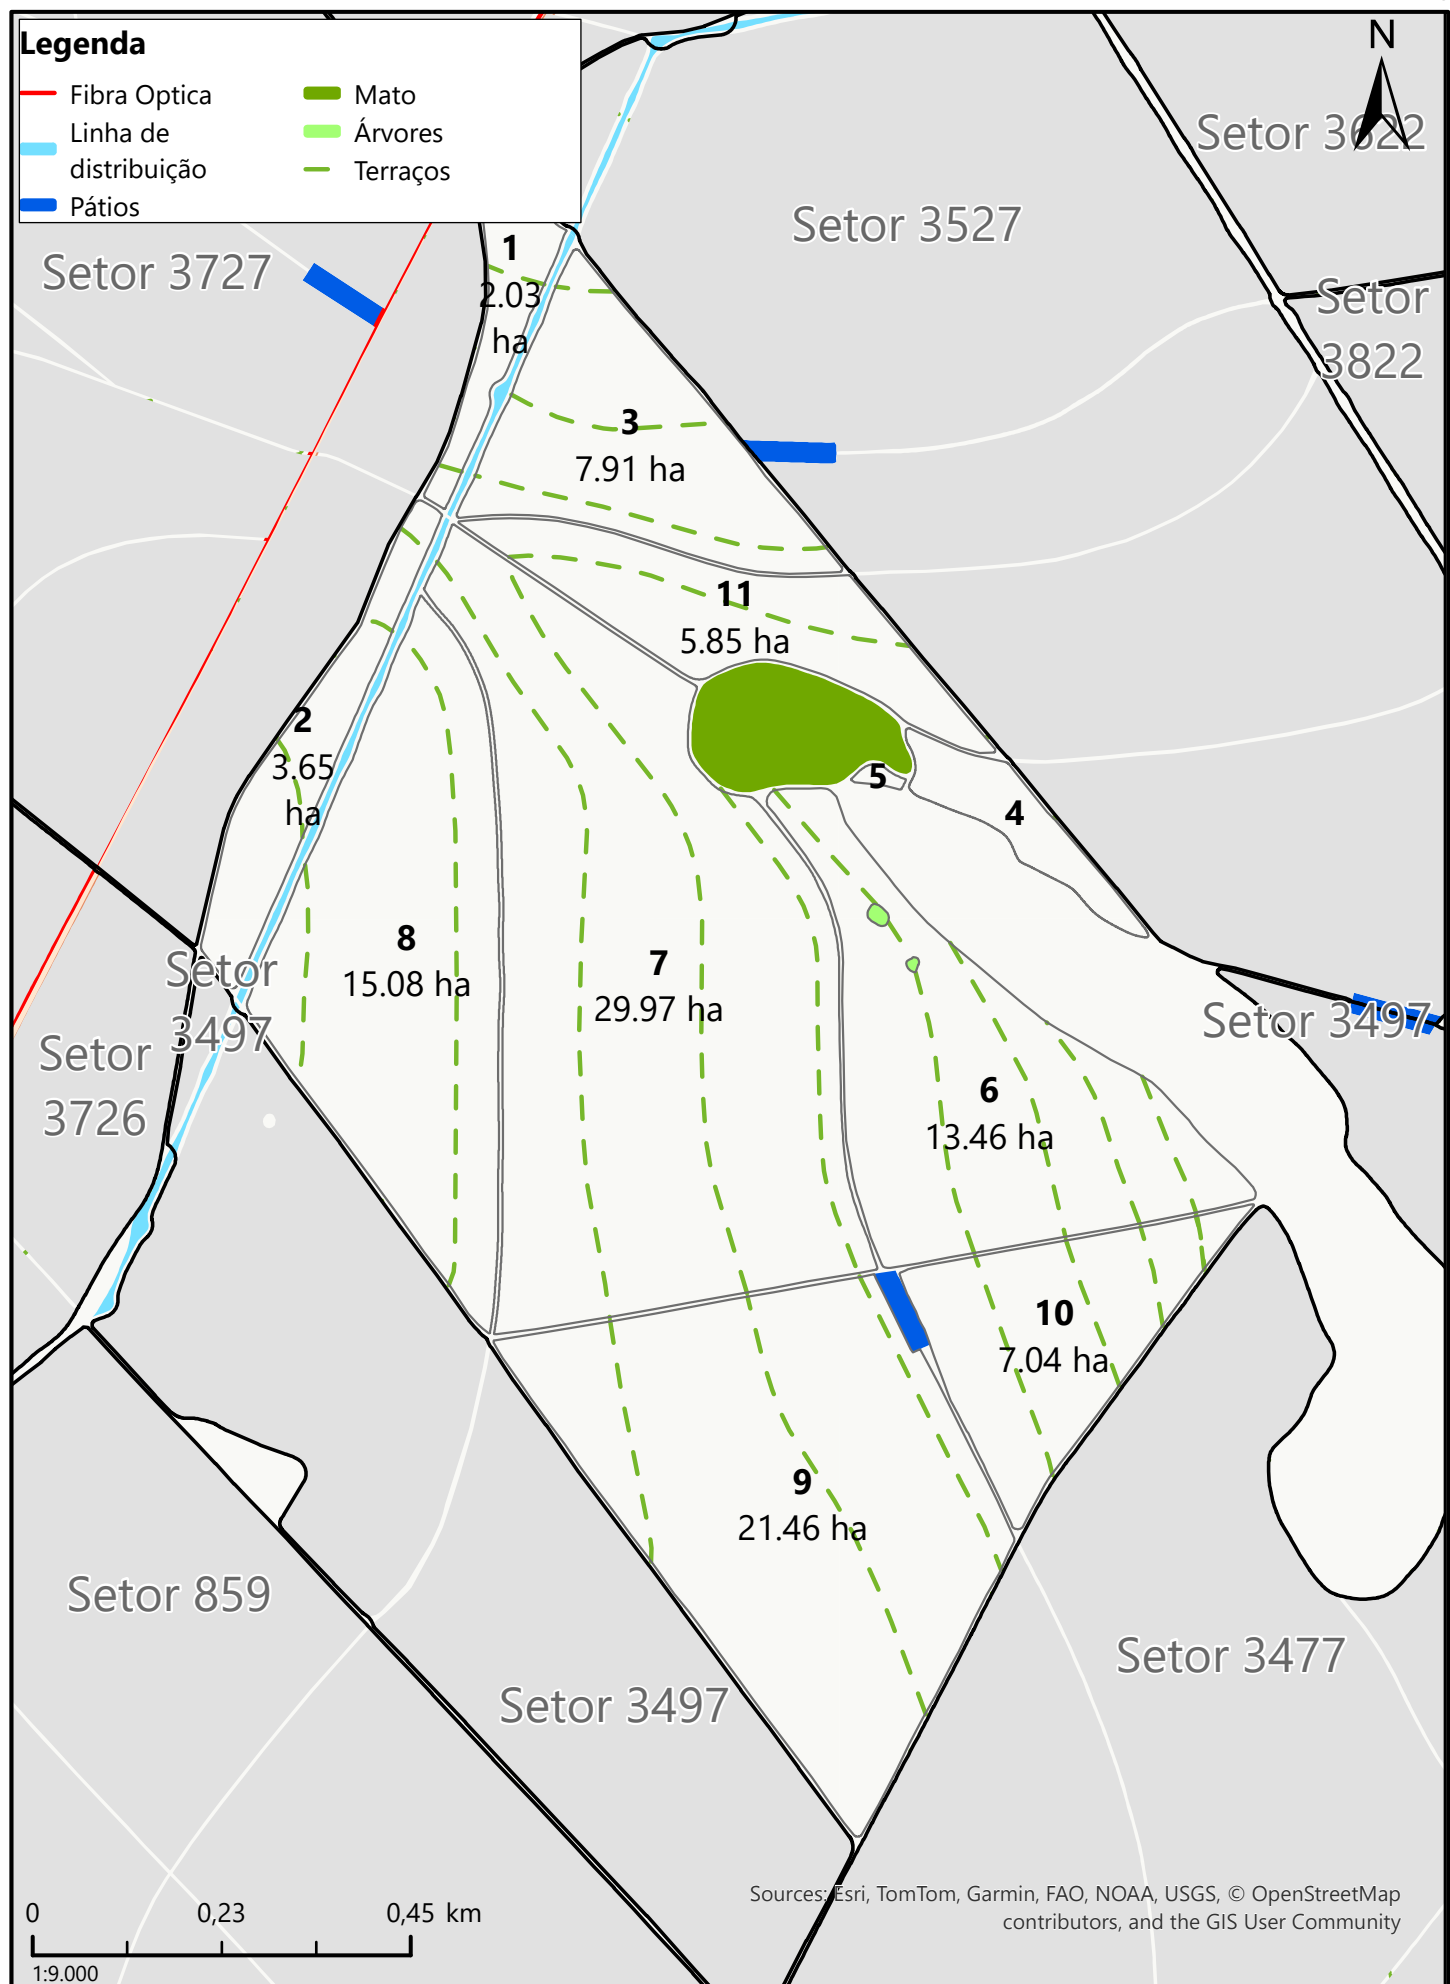 Legenda
Fibra Optica
Linha de
distribuição
Pátios
Mato
Árvores
Terraços
N
Setor 3622
Setor 3527
Setor 3727
Setor
3822
1
2.03
ha
3
7.91 ha
11
5.85 ha
2
3.65
ha
5
4
8
15.08 ha
7
29.97 ha
Setor
3497
Setor 3497
Setor
3726
6
13.46 ha
10
7.04 ha
9
21.46 ha
Setor 859
Setor 3477
Setor 3497
Sources: Esri, TomTom, Garmin, FAO, NOAA, USGS, © OpenStreetMap
contributors, and the GIS User Community
0 0,23 0,45 km
1:9.000